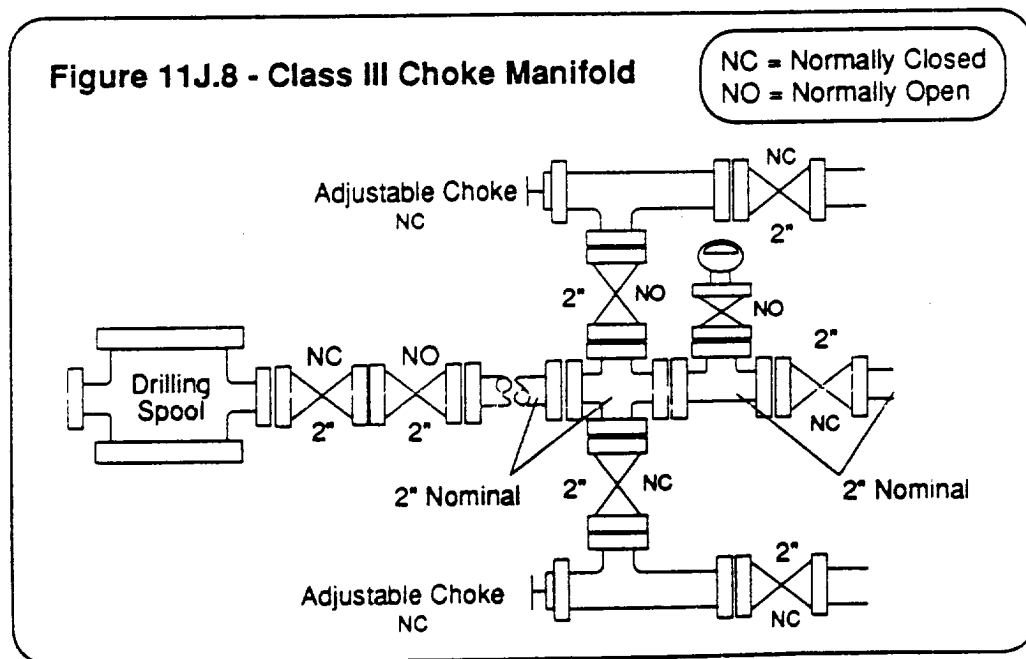 Figure 11J.8 - Class III Choke Manifold
NC = Normally Closed
NO = Normally Open
Adjustable Choke
NC
NC
2"
2"
NO
NO
Drilling
Spool
NC
NO
2"
2"
2"
NC
2" Nominal
2"
NC
2" Nominal
Adjustable Choke
NC
2"
NC